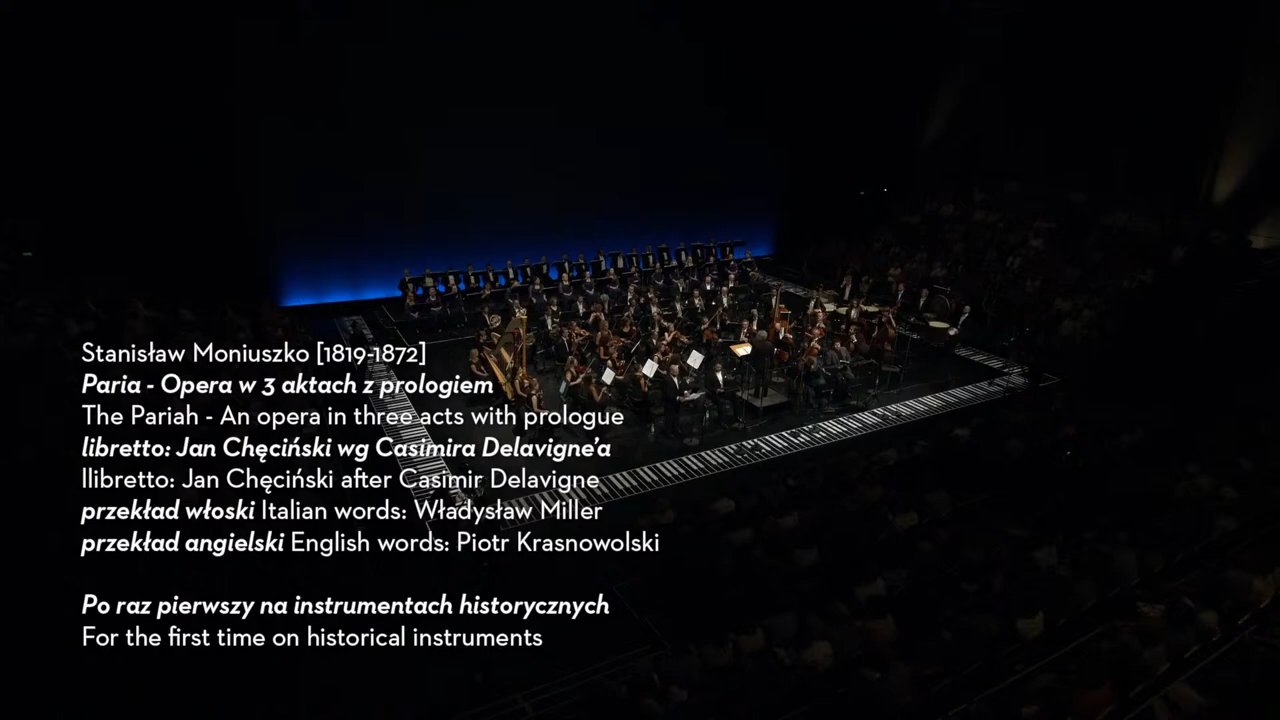 Stanisław Moniuszko [1819-1872]
Paria - Opera w 3 aktach z prologiem
The Pariah - An opera in three acts with prologue
libretto: Jan Chęciński wg Casimira Delavigne'a
llibretto: Jan Chęciński after Casimir Delavigne
przekład włoski Italian words: Władysław Miller
przekład angielski English words: Piotr Krasnowolski
Po raz pierwszy na instrumentach historycznych
For the first time on historical instruments